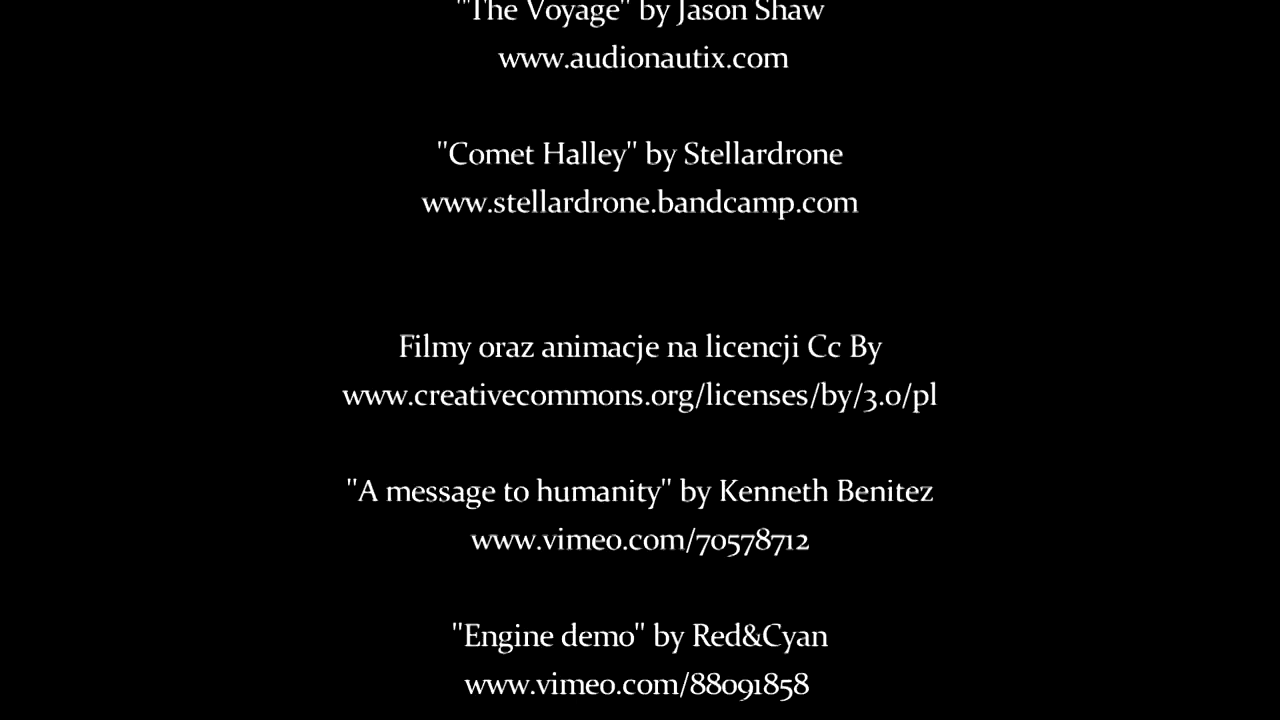 "The Voyage" by Jason Shaw
www.audionautix.com
"Comet Halley" by Stellardrone
www.stellardrone.bandcamp.com
Filmy oraz animacje na licencji Cc By
www.creativecommons.org/licenses/by/3.0/pl
"A message to humanity" by Kenneth Benitez
www.vimeo.com/70578712
"Engine demo" by Red&Cyan
www.vimeo.com/88091858